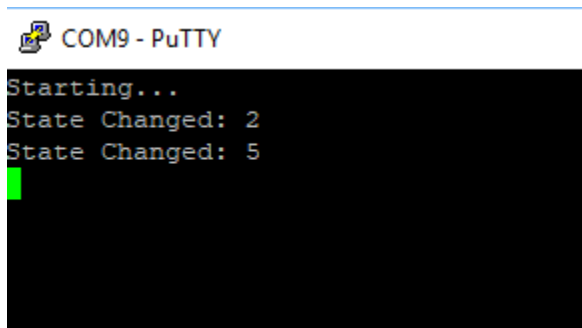 COM9 - PuTTY
Starting...
State Changed: 2
State Changed: 5